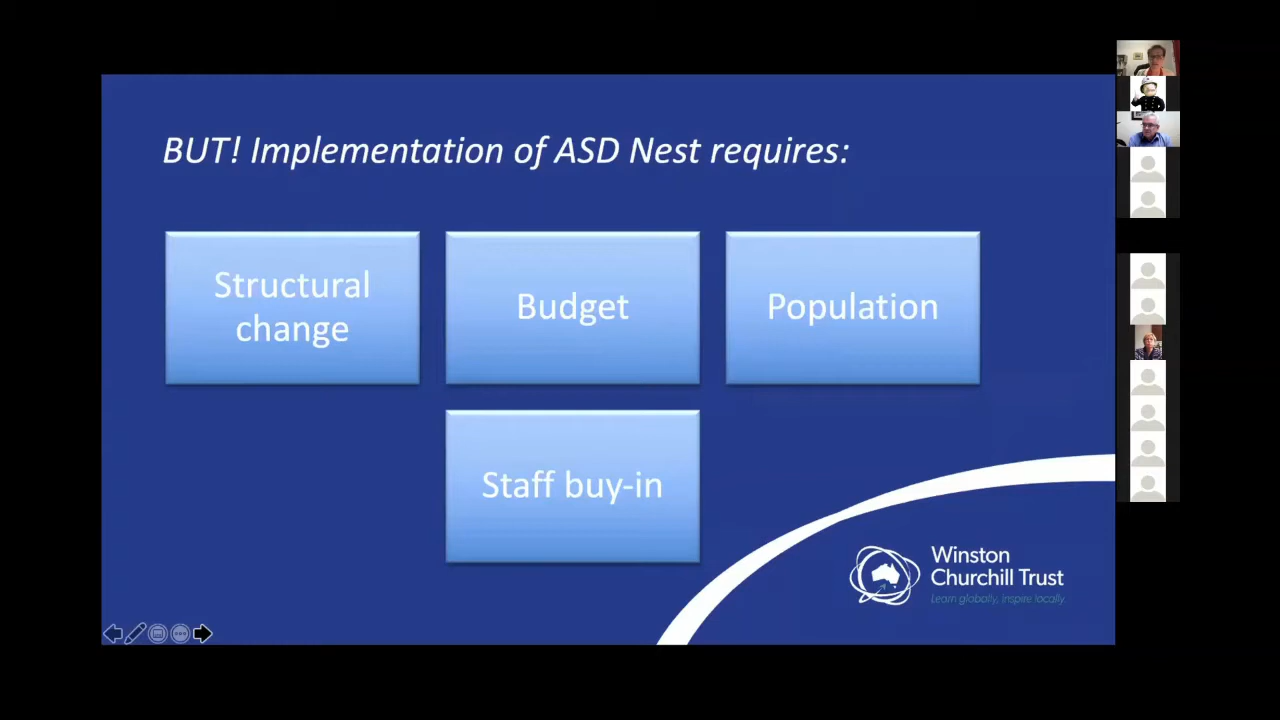 BUT! Implementation of ASD Nest requires:
Structural
change
Budget
Population
Staff buy-in
Winston
Churchill Trust
Learn globally, inspire locally.